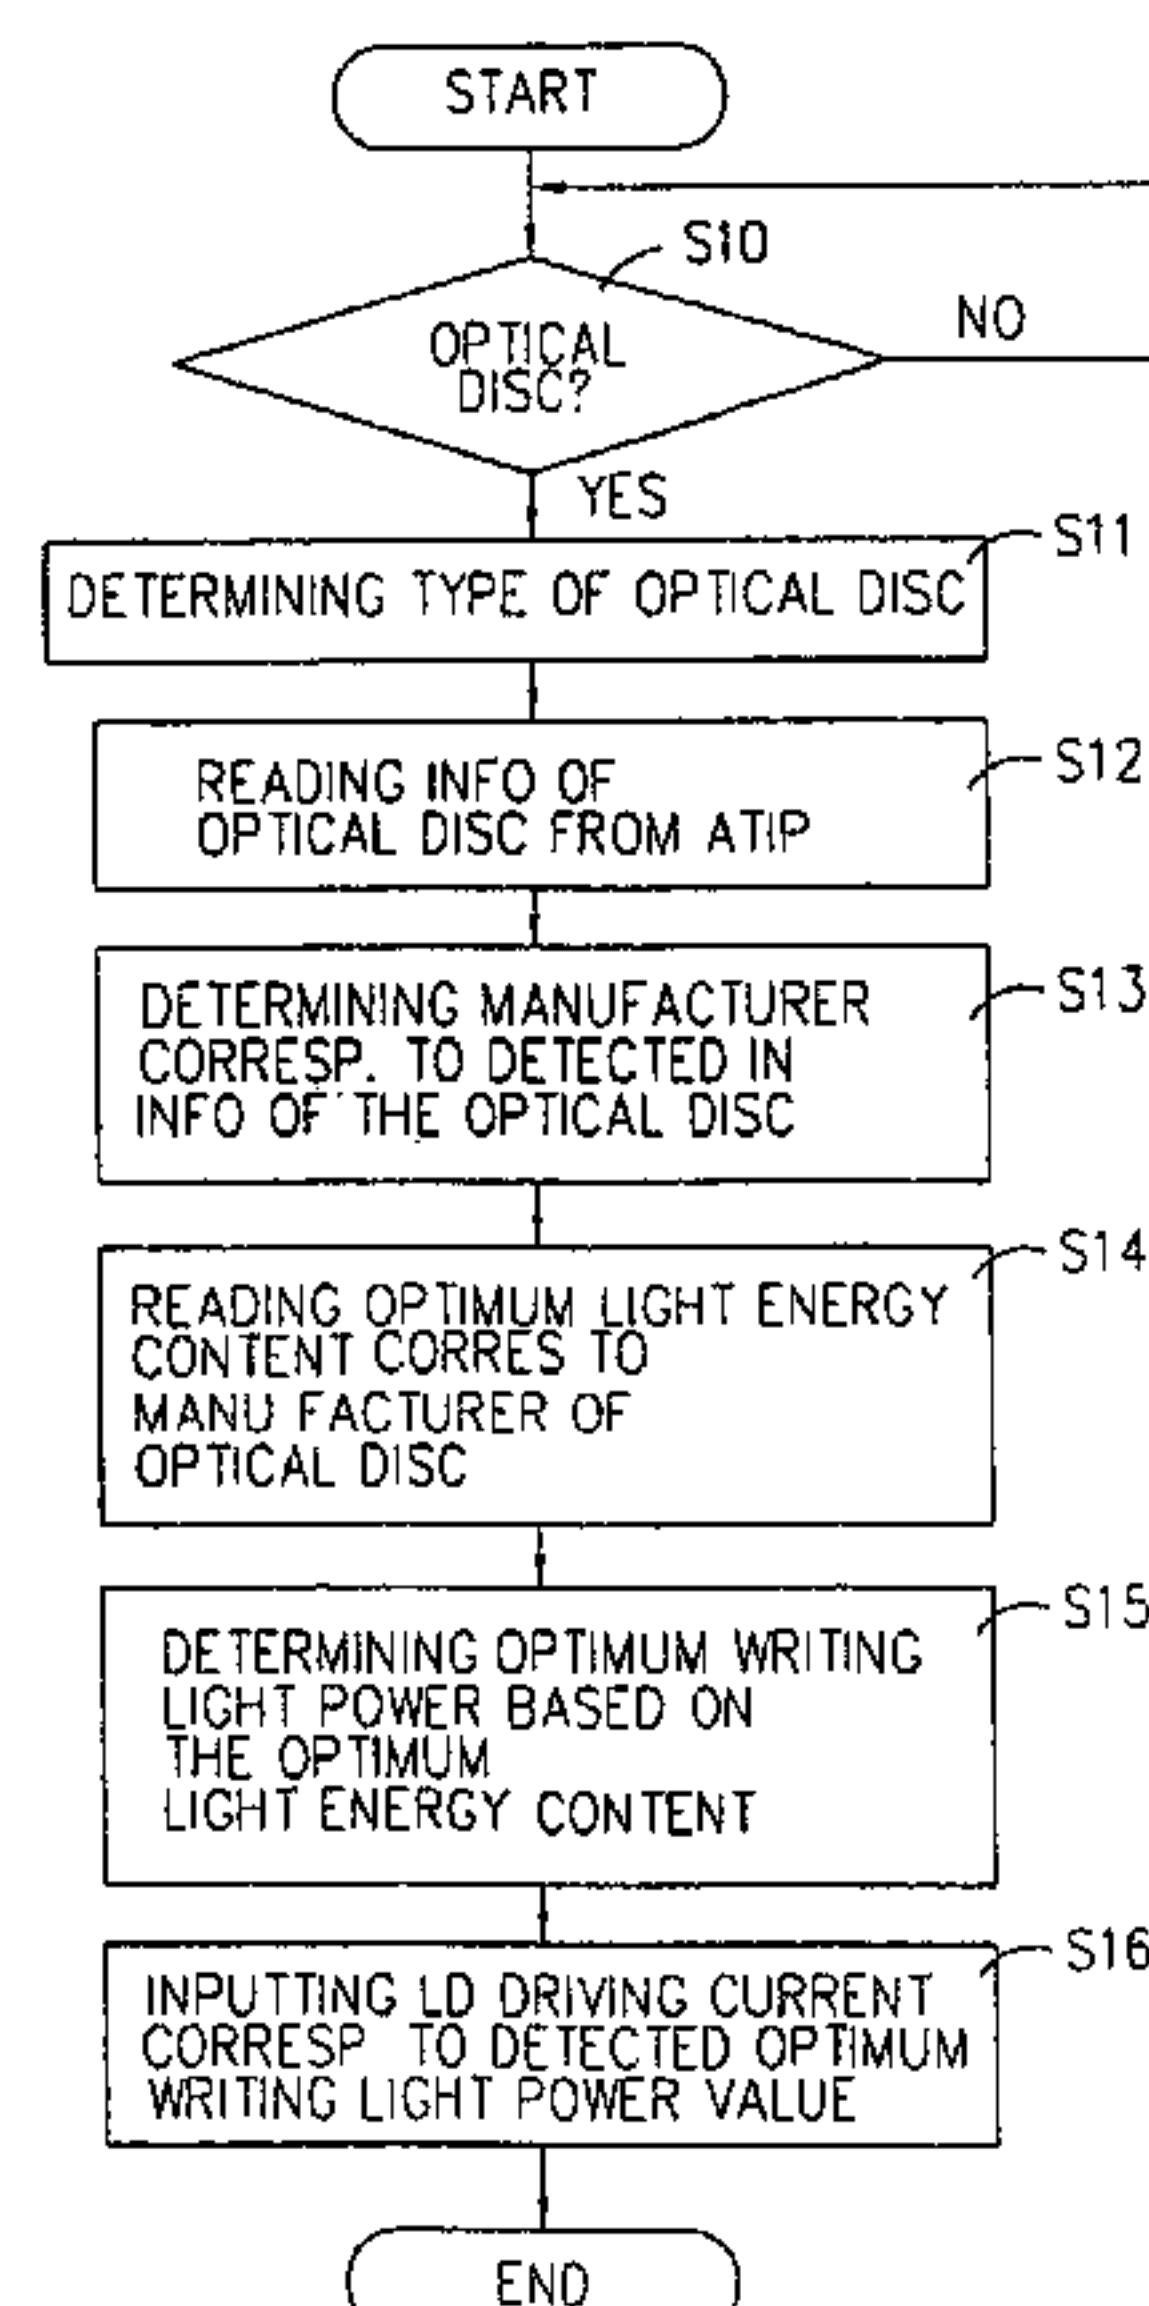 START
S10
OPTICAL
DISC?
NO
YES
S11
DETERMINING TYPE OF OPTICAL DISC
S12
READING INFO OF
OPTICAL DISC FROM ATIP
S13
DETERMINING MANUFACTURER
CORRESP. TO DETECTED IN
INFO OF THE OPTICAL DISC
S14
READING OPTIMUM LIGHT ENERGY
CONTENT CORRES TO
MANU FACTURER OF
OPTICAL DISC
S15
DETERMINING OPTIMUM WRITING
LIGHT POWER BASED ON
THE OPTIMUM
LIGHT ENERGY CONTENT
S16
INPUTTING LD DRIVING CURRENT
CORRESP TO DETECTED OPTIMUM
WRITING LIGHT POWER VALUE
END